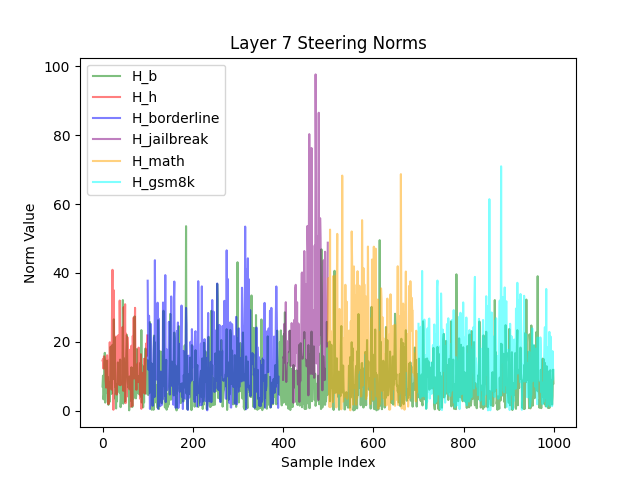 Layer 7 Steering Norms
100
80
60
40
20
0
Norm Value
H_b
H_h
H_borderline
H_jailbreak
H_math
H_gsm8k
0 200 400 600 800 1000
Sample Index